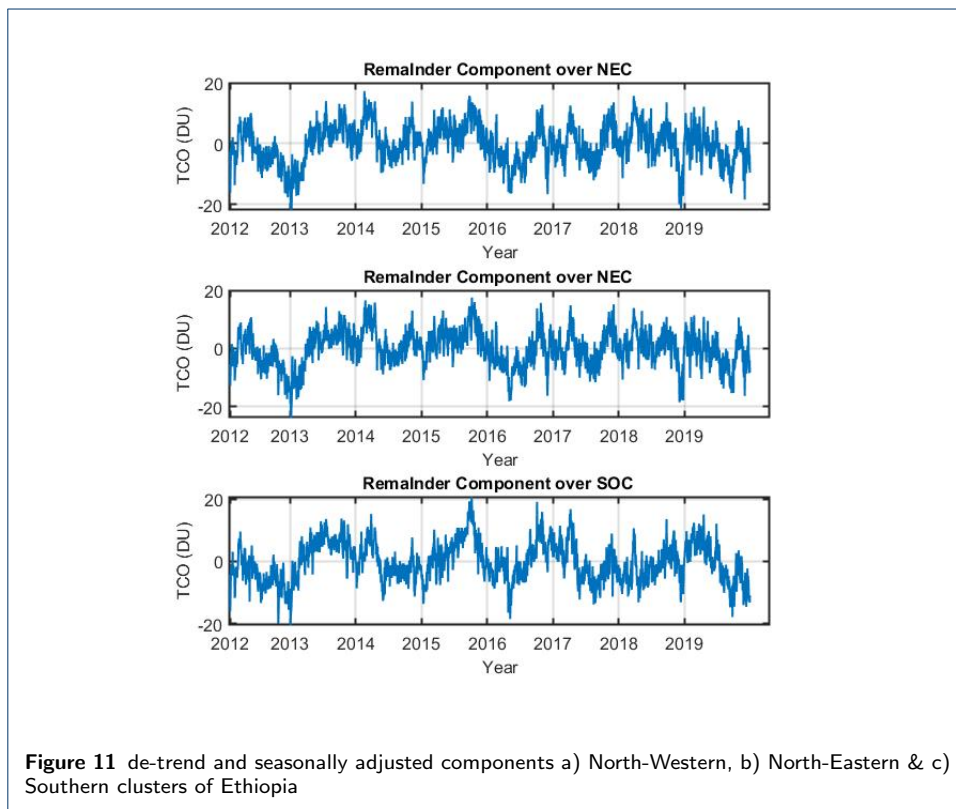 RemaInder Component over NEC
20
0
-20
TCO (DU)
2012 2013 2014 2015 2016 2017 2018 2019
Year
RemaInder Component over NEC
20
0
-20
TCO (DU)
2012 2013 2014 2015 2016 2017 2018 2019
Year
RemaInder Component over SOC
20
0
-20
TCO (DU)
2012 2013 2014 2015 2016 2017 2018 2019
Year
Figure 11 de-trend and seasonally adjusted components a) North-Western, b) North-Eastern & c)
Southern clusters of Ethiopia